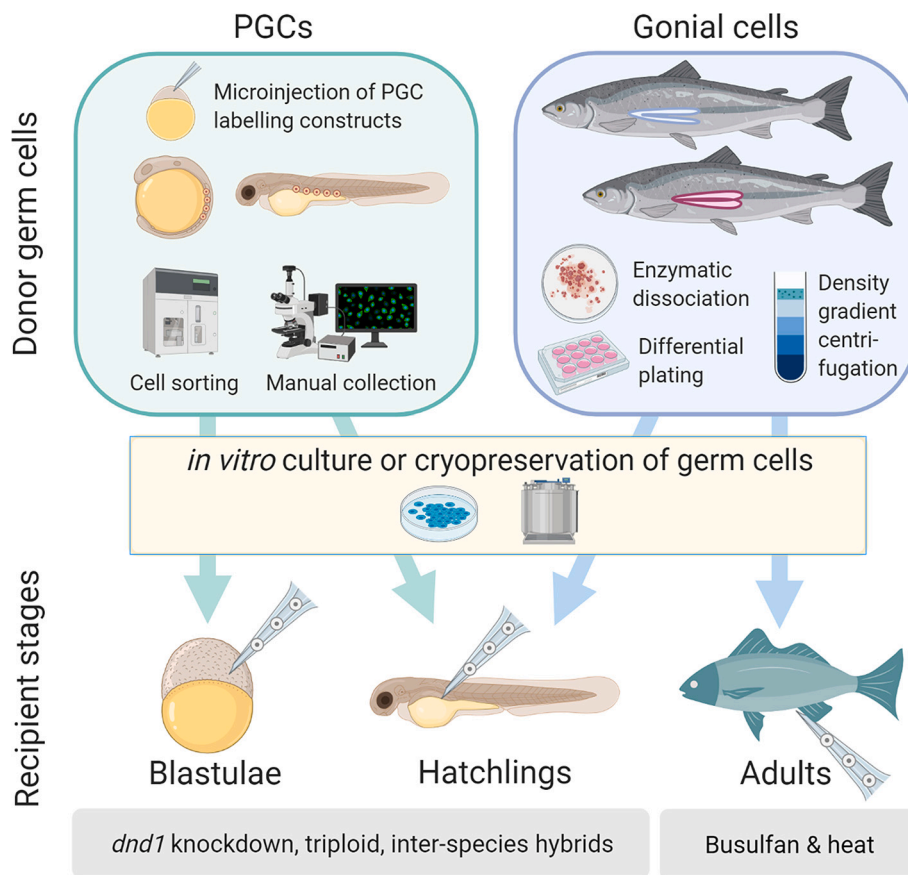 PGCs
Gonial cells
Donor germ cells
Microinjection of PGC
labelling constructs
Cell sorting
Manual collection
Enzymatic
dissociation
Differential
plating
Density
gradient
centri-
fugation
in vitro culture or cryopreservation of germ cells
Recipient stages
Blastulae
Hatchlings
Adults
dnd1 knockdown, triploid, inter-species hybrids
Busulfan & heat